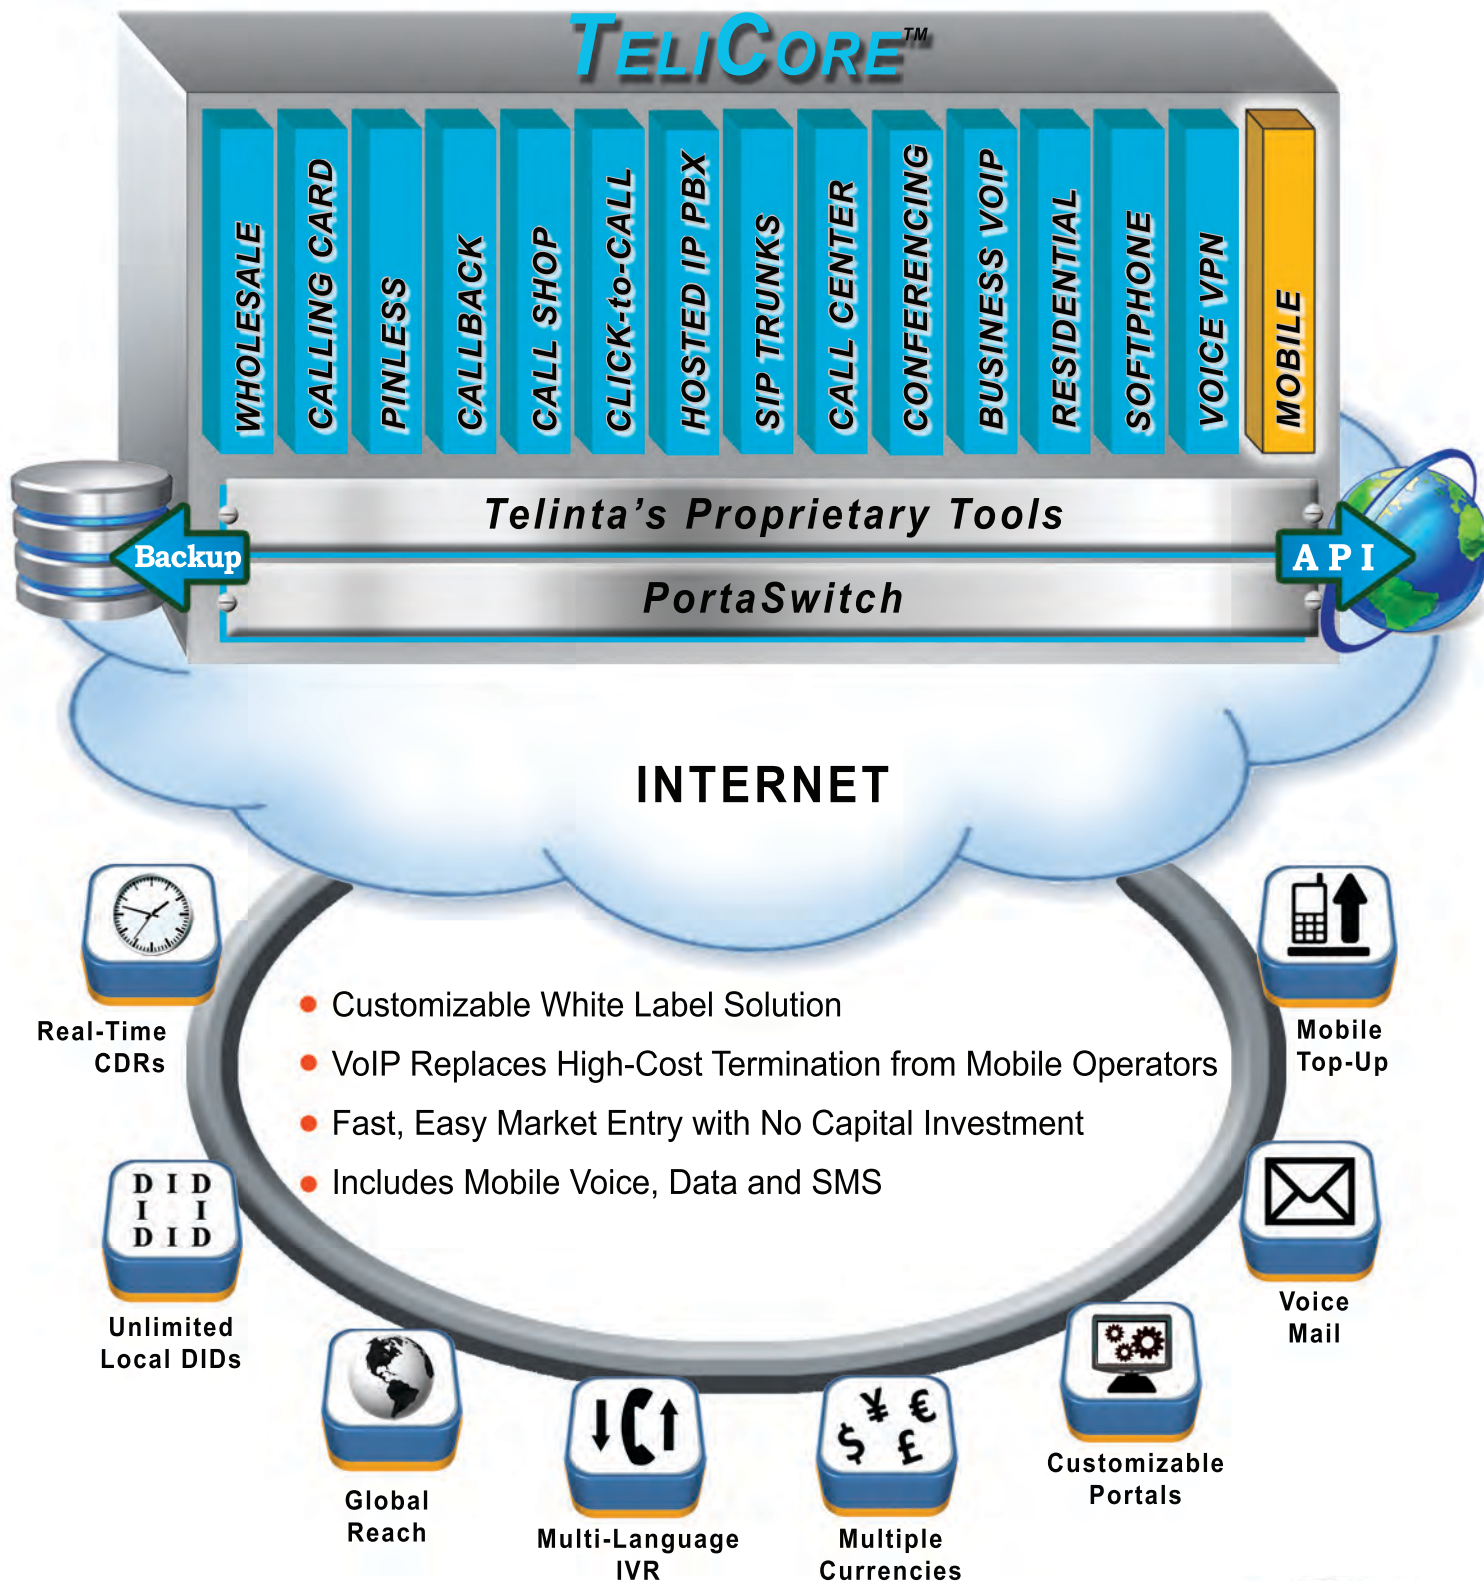 TELICORE™
WHOLESALE
CALLING CARD
PINLESS
CALLBACK
CALL SHOP
CLICK-to-CALL
HOSTED IP PBX
SIP TRUNKS
CALL CENTER
CONFERENCING
BUSINESS VOIP
RESIDENTIAL
SOFTPHONE
VOICE VPN
MOBILE
Telinta’s Proprietary Tools
Backup
API
PortaSwitch
INTERNET
Real-Time
CDRs
• Customizable White Label Solution
• VoIP Replaces High-Cost Termination from Mobile Operators
• Fast, Easy Market Entry with No Capital Investment
• Includes Mobile Voice, Data and SMS
Mobile
Top-Up
D I D
I I
D I D
Unlimited
Local DIDs
Voice
Mail
Global
Reach
Multi-Language
IVR
$ ¥ € £
Multiple
Currencies
Customizable
Portals